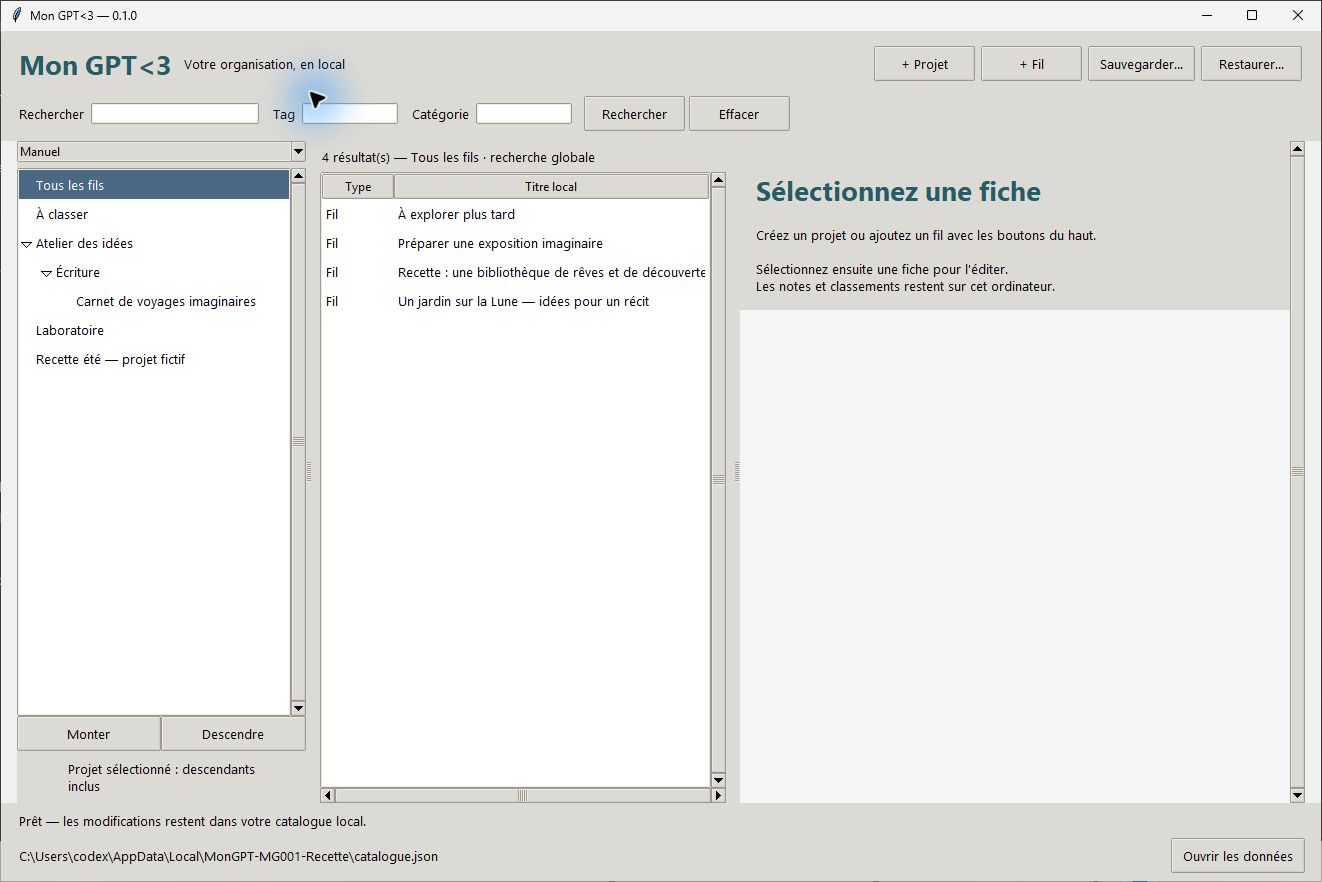 Mon GPT<3 — 0.1.0
Mon GPT<3 Votre organisation, en local
+ Projet
+ Fil
Sauvegarder...
Restaurer...
Rechercher
Tag
Catégorie
Rechercher
Effacer
Manuel
Tous les fils
À classer
Atelier des idées
Écriture
Carnet de voyages imaginaires
Laboratoire
Recette été — projet fictif
Monter
Descendre
Projet sélectionné : descendants
inclus
4 résultat(s) — Tous les fils · recherche globale
Type Titre local
Fil À explorer plus tard
Fil Préparer une exposition imaginaire
Fil Recette : une bibliothèque de rêves et de découverte
Fil Un jardin sur la Lune — idées pour un récit
Sélectionnez une fiche
Créez un projet ou ajoutez un fil avec les boutons du haut.
Sélectionnez ensuite une fiche pour l'éditer.
Les notes et classements restent sur cet ordinateur.
Prêt — les modifications restent dans votre catalogue local.
C:\Users\codex\AppData\Local\MonGPT-MG001-Recette\catalogue.json
Ouvrir les données